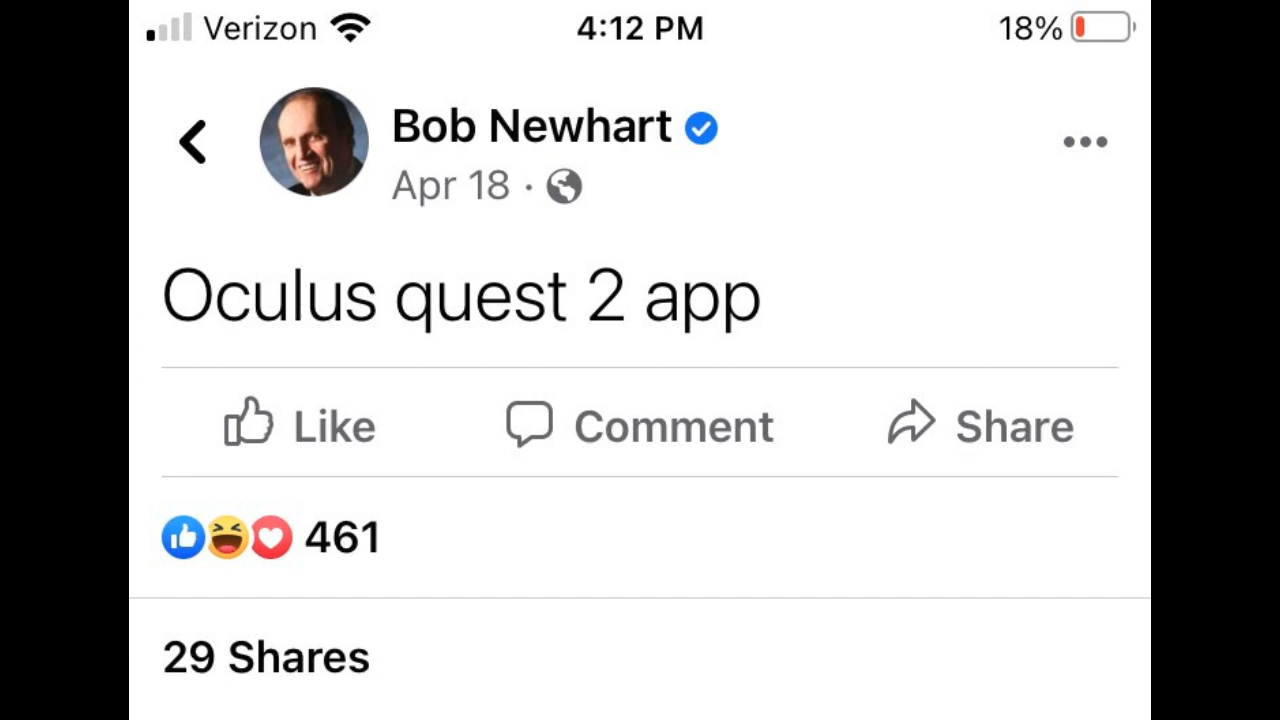 Verizon 4:12 PM 18%
Bob Newhart
Apr 18 ·
Oculus quest 2 app
Like Comment Share
461
29 Shares